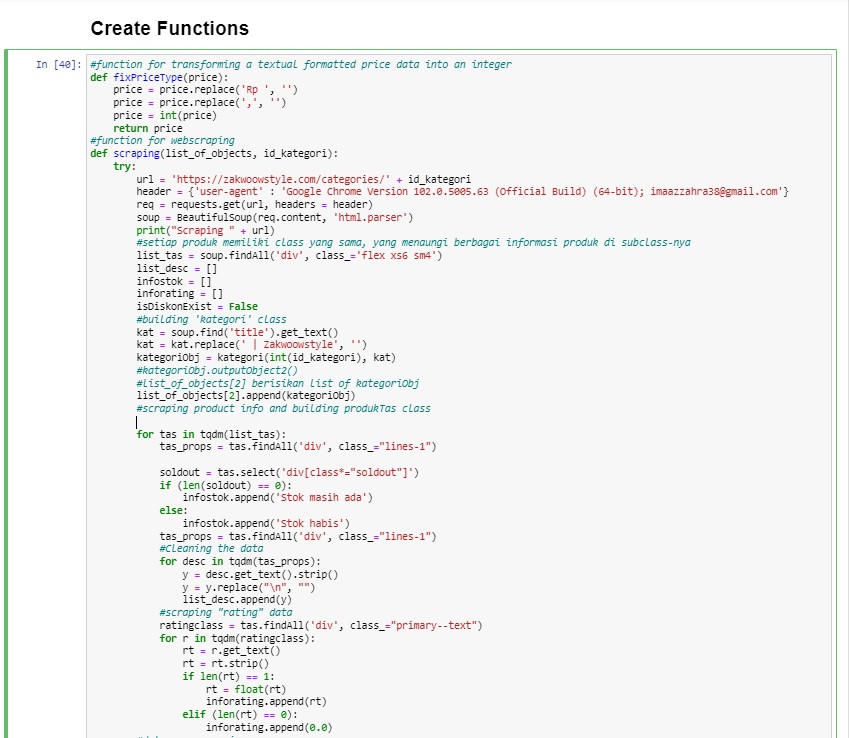 Create Functions
In [40]: #function for transforming a textual formatted price data into an integer
def fixPriceType(price):
    price = price.replace('Rp ', '')
    price = price.replace(',', '')
    price = int(price)
    return price
#function for webscraping
def scraping(list_of_objects, id_kategori):
    try:
        url = 'https://zakwoowstyle.com/categories/' + id_kategori
        header = {'user-agent' : 'Google Chrome Version 102.0.5005.63 (Official Build) (64-bit); imaazzahra38@gmail.com'}
        req = requests.get(url, headers = header)
        soup = BeautifulSoup(req.content, 'html.parser')
        print("Scraping " + url)
        #setiap produk memiliki class yang sama, yang menaungi berbagai informasi produk di subclass-nya
        list_tas = soup.findAll('div', class_='flex xs6 sm4')
        list_desc = []
        infostok = []
        inforating = []
        isDiskonExist = False
        #building 'kategori' class
        kat = soup.find('title').get_text()
        kat = kat.replace(' | Zakwoowstyle', '')
        kategoriObj = kategori(int(id_kategori), kat)
        #kategoriObj.outputObject2()
        #list_of_objects[2] berisikan list of kategoriObj
        list_of_objects[2].append(kategoriObj)
        #scraping product info and building produkTas class
        for tas in tqdm(list_tas):
            tas_props = tas.findAll('div', class_="lines-1")
            soldout = tas.select('div[class*="soldout"]')
            if (len(soldout) == 0):
                infostok.append('Stok masih ada')
            else:
                infostok.append('Stok habis')
            tas_props = tas.findAll('div', class_="lines-1")
            #Cleaning the data
            for desc in tqdm(tas_props):
                y = desc.get_text().strip()
                y = y.replace("\n", "")
                list_desc.append(y)
            #scraping "rating" data
            ratingclass = tas.findAll('div', class_="primary--text")
            for r in tqdm(ratingclass):
                rt = r.get_text()
                rt = rt.strip()
                if len(rt) == 1:
                    rt = float(rt)
                    inforating.append(rt)
                elif (len(rt) == 0):
                    inforating.append(0.0)